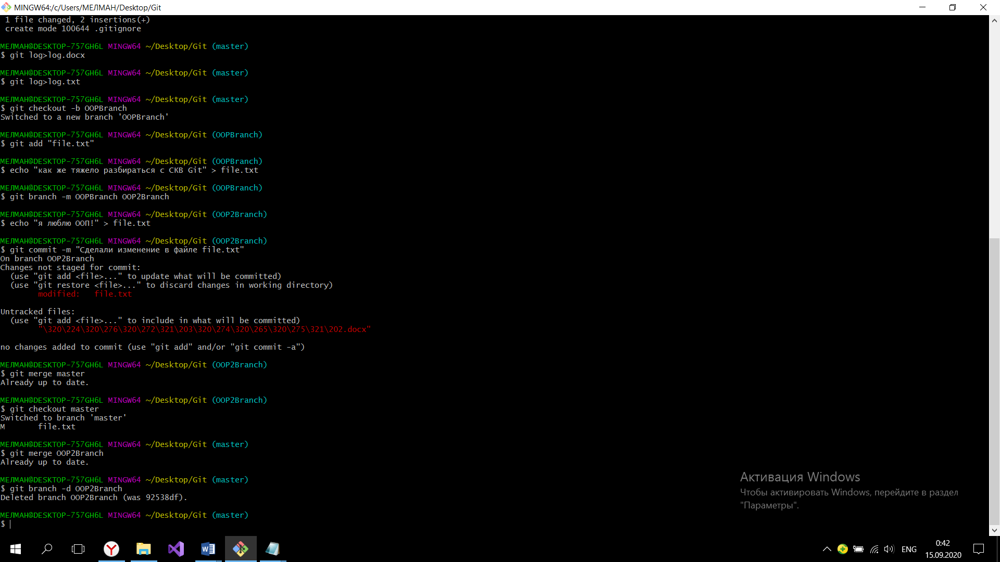 MINGW64:/c/Users/МЕЛМАН/Desktop/Git
1 file changed, 2 insertions(+)
create mode 100644 .gitignore
МЕЛМАН@DESKTOP-757GH6L MINGW64 ~/Desktop/Git (master)
$ git log>log.docx
МЕЛМАН@DESKTOP-757GH6L MINGW64 ~/Desktop/Git (master)
$ git log>log.txt
МЕЛМАН@DESKTOP-757GH6L MINGW64 ~/Desktop/Git (master)
$ git checkout -b OOPBranch
Switched to a new branch 'OOPBranch'
МЕЛМАН@DESKTOP-757GH6L MINGW64 ~/Desktop/Git (OOPBranch)
$ git add "file.txt"
МЕЛМАН@DESKTOP-757GH6L MINGW64 ~/Desktop/Git (OOPBranch)
$ echo "как же тяжело разбираться с СКВ Git" > file.txt
МЕЛМАН@DESKTOP-757GH6L MINGW64 ~/Desktop/Git (OOPBranch)
$ git branch -m OOPBranch OOP2Branch
МЕЛМАН@DESKTOP-757GH6L MINGW64 ~/Desktop/Git (OOP2Branch)
$ echo "я люблю ООП!" > file.txt
МЕЛМАН@DESKTOP-757GH6L MINGW64 ~/Desktop/Git (OOP2Branch)
$ git commit -m "Сделали изменение в файле file.txt"
On branch OOP2Branch
Changes not staged for commit:
(use "git add <file>..." to update what will be committed)
(use "git restore <file>..." to discard changes in working directory)
modified: file.txt
Untracked files:
(use "git add <file>..." to include in what will be committed)
"\320\224\320\276\320\272\321\203\320\274\320\265\320\275\321\202.docx"
no changes added to commit (use "git add" and/or "git commit -a")
МЕЛМАН@DESKTOP-757GH6L MINGW64 ~/Desktop/Git (OOP2Branch)
$ git merge master
Already up to date.
МЕЛМАН@DESKTOP-757GH6L MINGW64 ~/Desktop/Git (OOP2Branch)
$ git checkout master
Switched to branch 'master'
M file.txt
МЕЛМАН@DESKTOP-757GH6L MINGW64 ~/Desktop/Git (master)
$ git merge OOP2Branch
Already up to date.
МЕЛМАН@DESKTOP-757GH6L MINGW64 ~/Desktop/Git (master)
$ git branch -d OOP2Branch
Deleted branch OOP2Branch (was 92538df).
МЕЛМАН@DESKTOP-757GH6L MINGW64 ~/Desktop/Git (master)
$
Активация Windows
Чтобы активировать Windows, перейдите в раздел
"Параметры".
ENG
0:42
15.09.2020